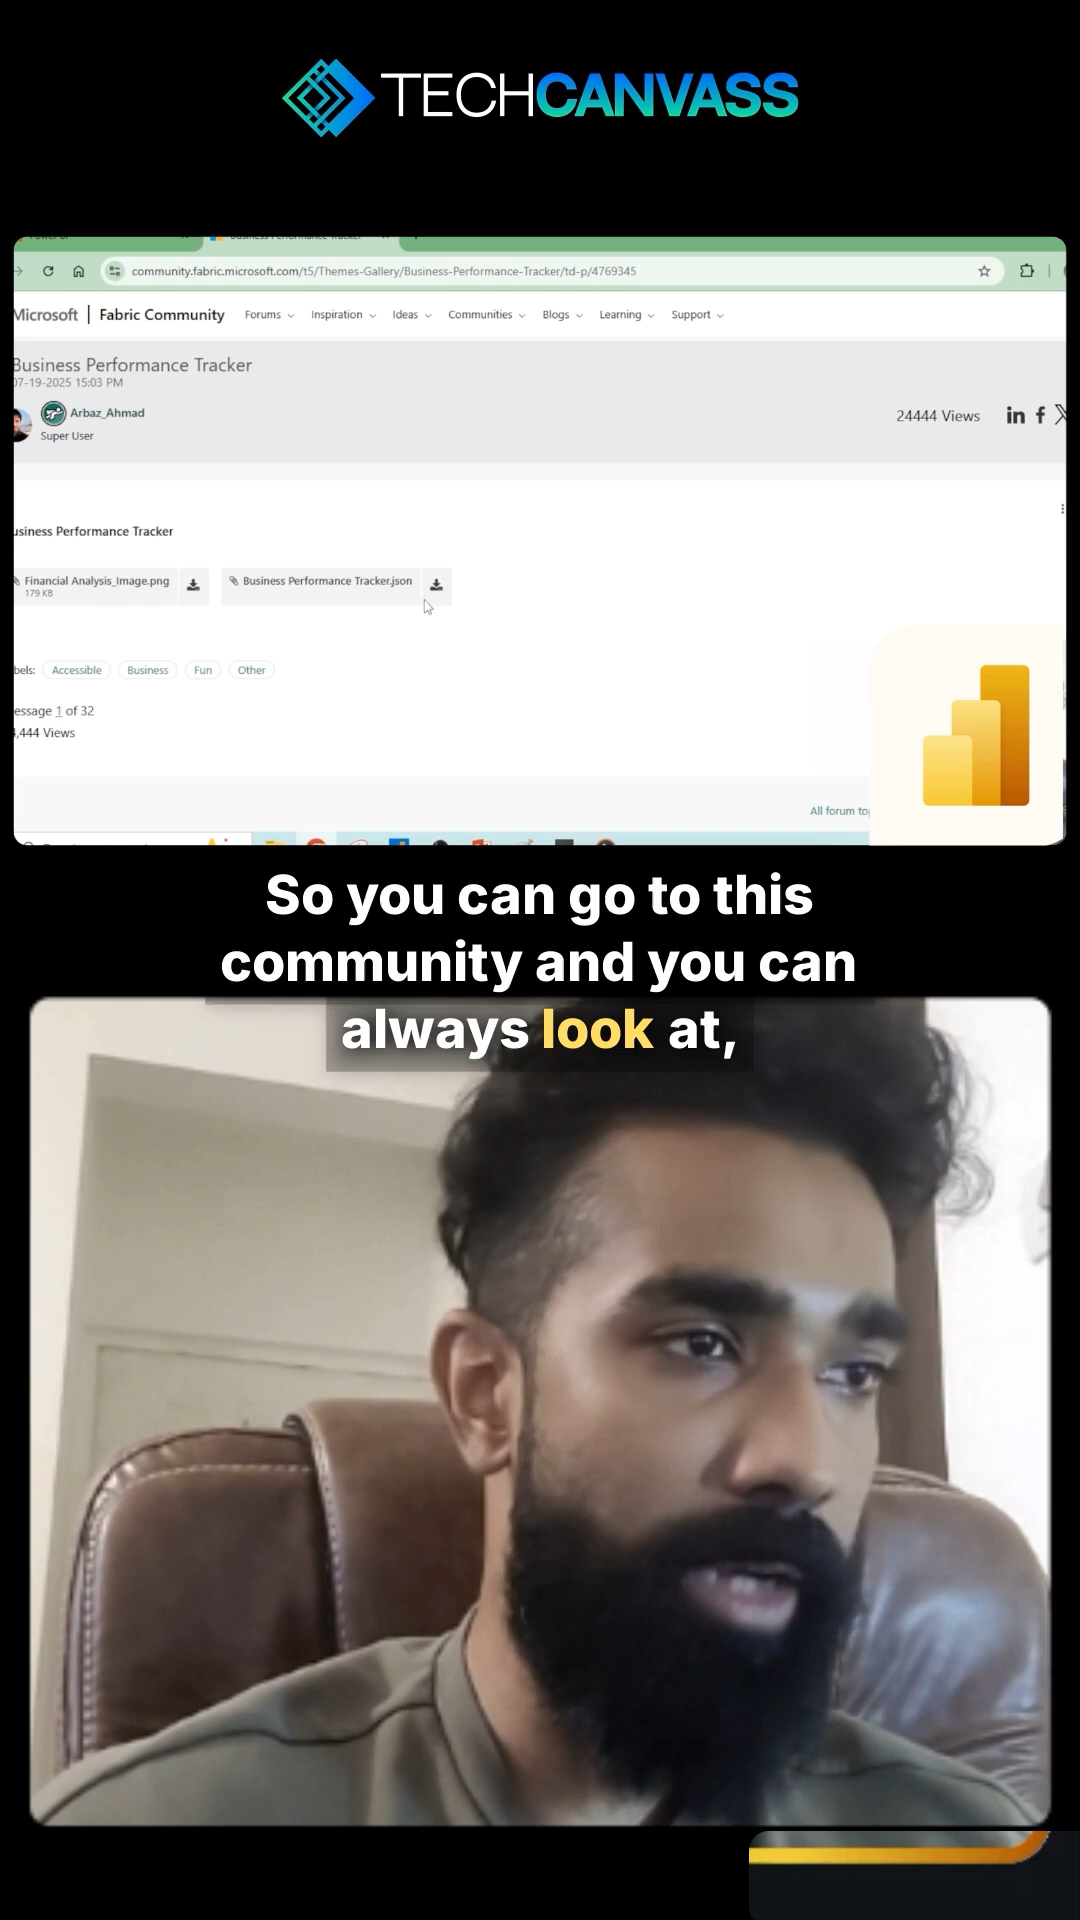 TECHCANVASS
community.fabric.microsoft.com/t5/Themes-Gallery/Business-Performance-Tracker/td-p/4769345
Microsoft | Fabric Community Forums Inspiration Ideas Communities Blogs Learning Support
Business Performance Tracker
07-19-2025 15:03 PM
Arbaz_Ahmad
Super User
24444 Views
usiness Performance Tracker
Financial Analysis_Image.png
179 KB
Business Performance Tracker.json
bels: Accessible Business Fun Other
essage 1 of 32
,444 Views
All forum to
So you can go to this
community and you can
always look at,